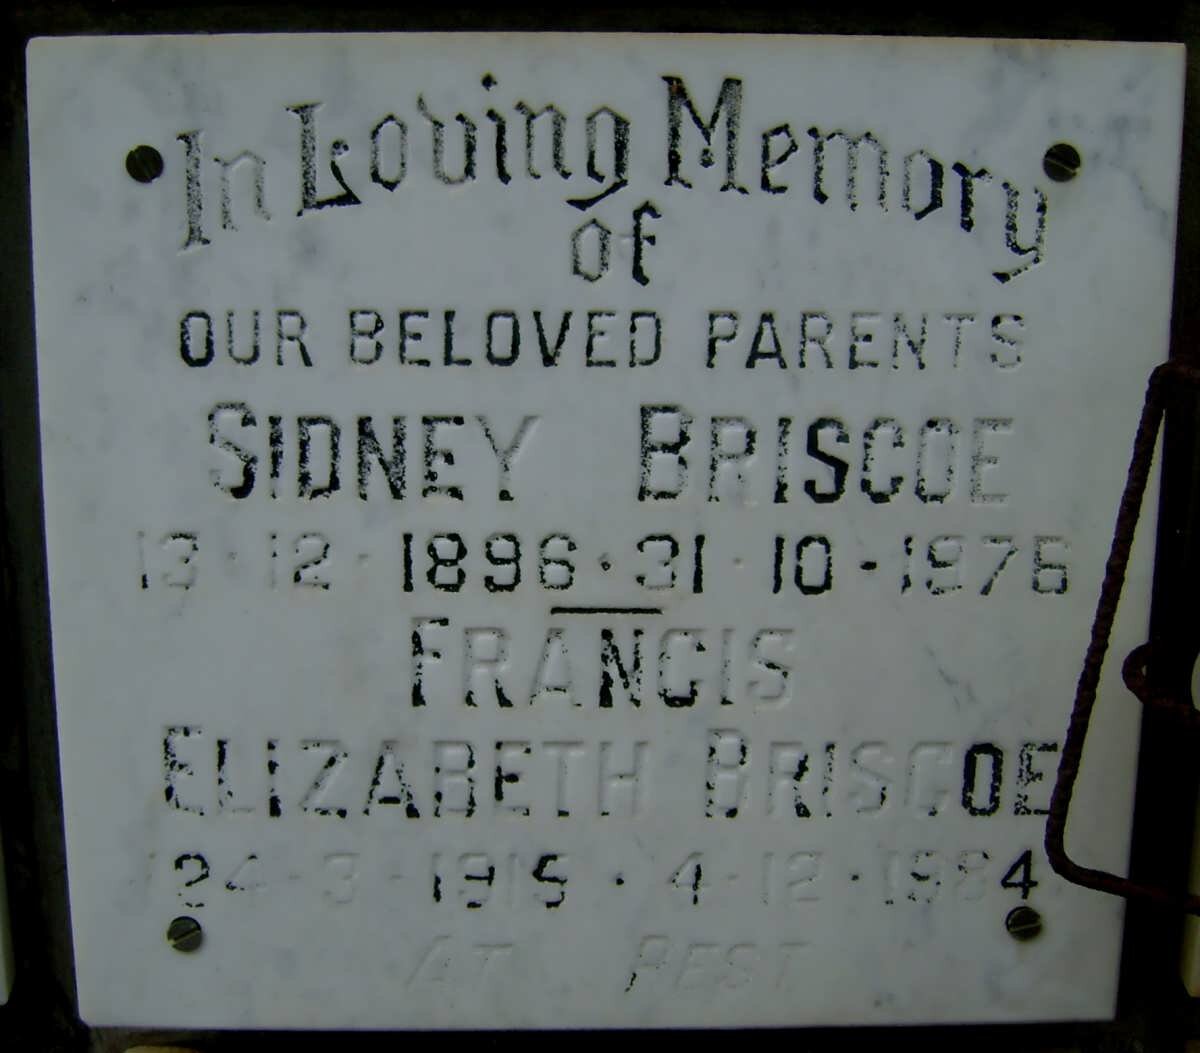 In Loving Memory
of
OUR BELOVED PARENTS
SIDNEY BRISCOE
13·12·1896·31·10·1976
FRANCIS
ELIZABETH BRISCOE
24·3·1915·4·12·1984
AT REST